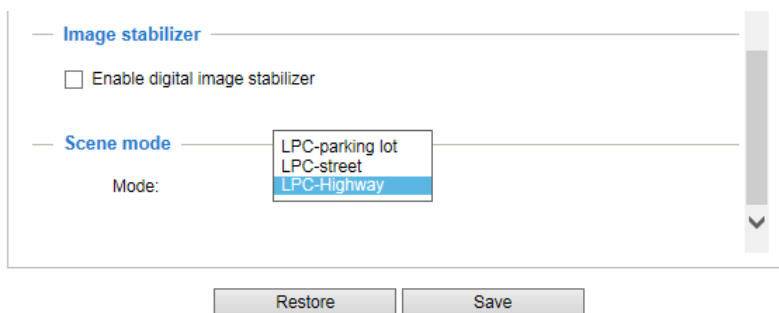 Image stabilizer
Enable digital image stabilizer
Scene mode
LPC-parking lot
LPC-street
LPC-Highway
Mode:
Restore Save